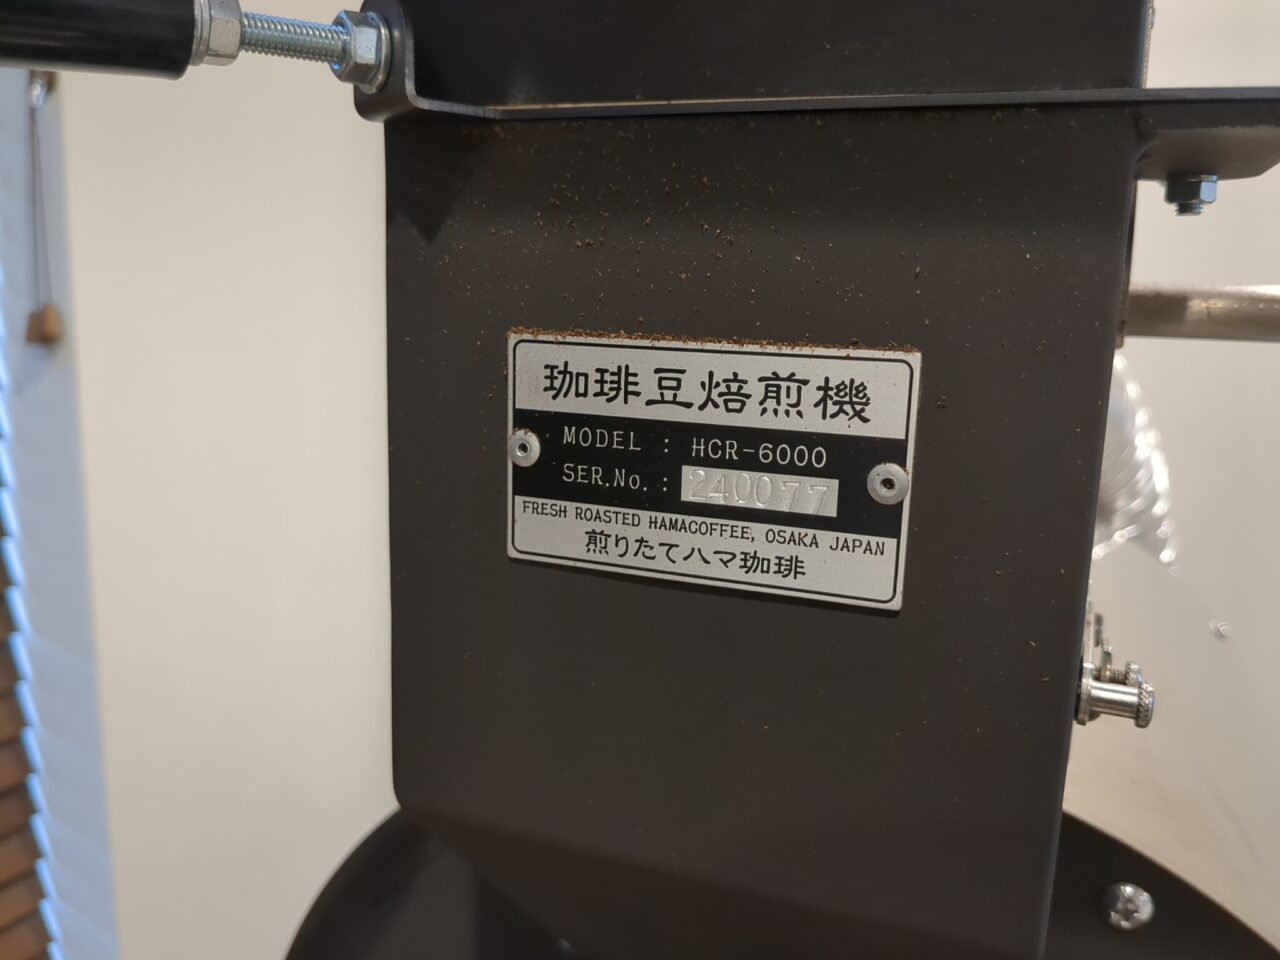 珈琲豆焙煎機
MODEL : HCR-6000
SER.No. : 240077
FRESH ROASTED HAMACOFFEE, OSAKA JAPAN
煎りたてハマ珈琲